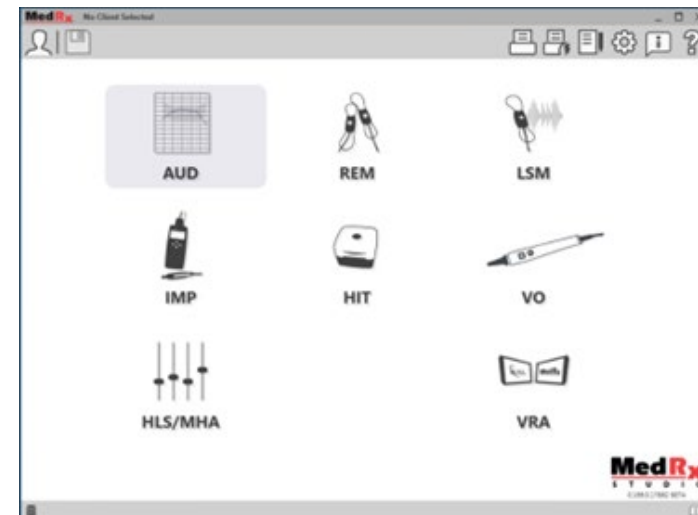 MedRx No Client Selected
AUD REM LSM
IMP HIT VO
HLS/MHA VRA
MedRx
STUDIO